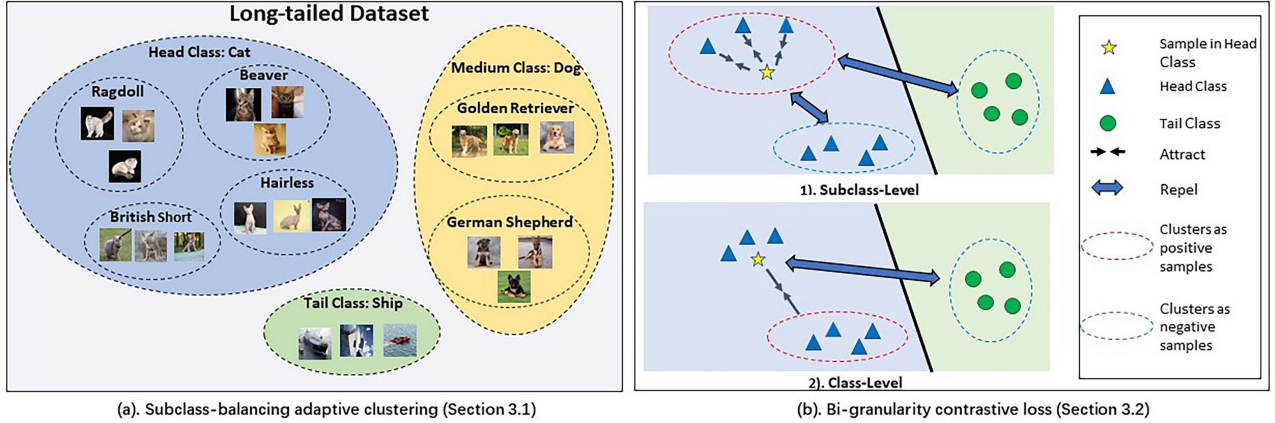 Long-tailed Dataset
Head Class: Cat
Ragdoll
Beaver
British Short
Hairless
Medium Class: Dog
Golden Retriever
German Shepherd
Tail Class: Ship
(a). Subclass-balancing adaptive clustering (Section 3.1)
1). Subclass-Level
2). Class-Level
Sample in Head
Class
Head Class
Tail Class
Attract
Repel
Clusters as
positive
samples
Clusters as
negative
samples
(b). Bi-granularity contrastive loss (Section 3.2)